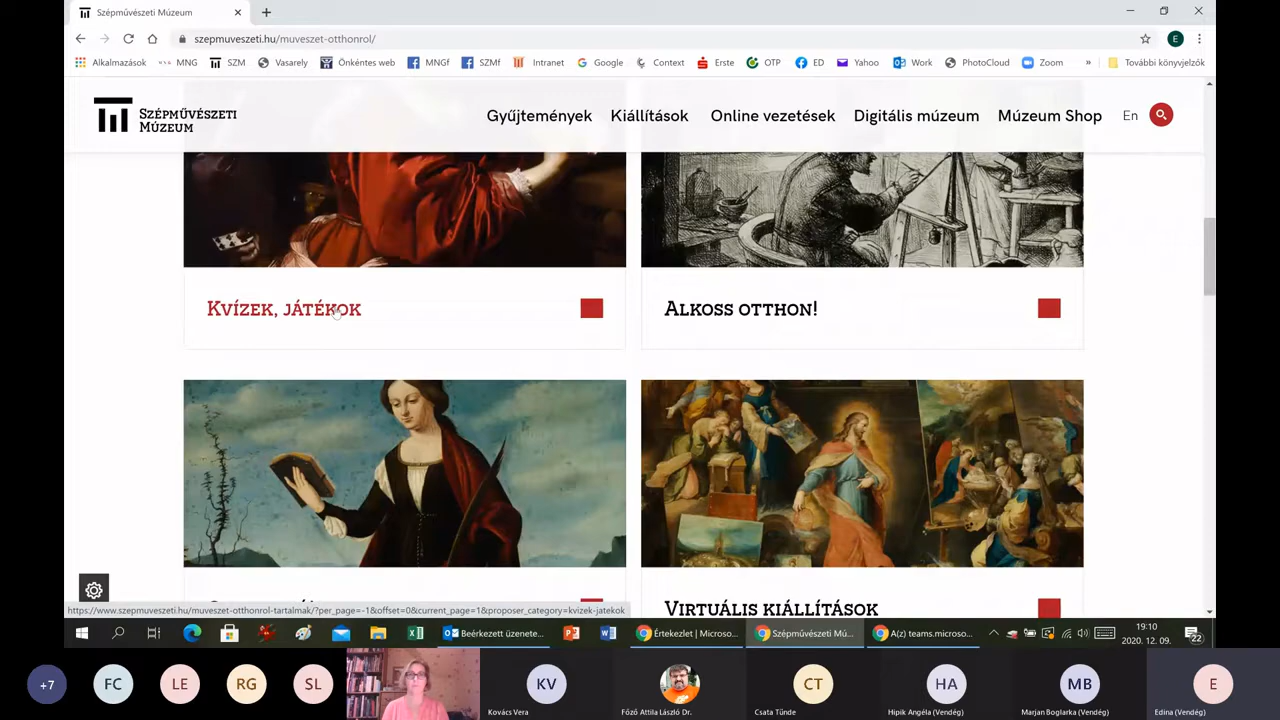 Szépművészeti Múzeum
szepmuveszeti.hu/muveszet-otthonrol/
E
Alkalmazások
MNG
SZM
Vasarely
Önkéntes web
MNGf
SZMf
Intranet
Google
Context
Erste
OTP
ED
Yahoo
Work
PhotoCloud
Zoom
»
További könyvjelzők
Szépművészeti
Múzeum
Gyűjtemények
Kiállítások
Online vezetések
Digitális múzeum
Múzeum Shop
En
Kvízek, játékok
Alkoss otthon!
Virtuális kiállítások
https://www.szepmuveszeti.hu/muveszet-otthonrol-tartalmak/?per_page=-1&offset=0&current_page=1&proposer_category=kvizek-jatekok
Beérkezett üzenete...
Értekezlet | Microso...
Szépművészeti Mú...
A(z) teams.microso...
19:10
2020. 12. 09.
22
+7
FC
LE
RG
SL
KV
Kovács Vera
Főző Attila László Dr.
CT
Csata Tünde
HA
Hipik Angéla (Vendég)
MB
Marjan Boglarka (Vendég)
E
Edina (Vendég)